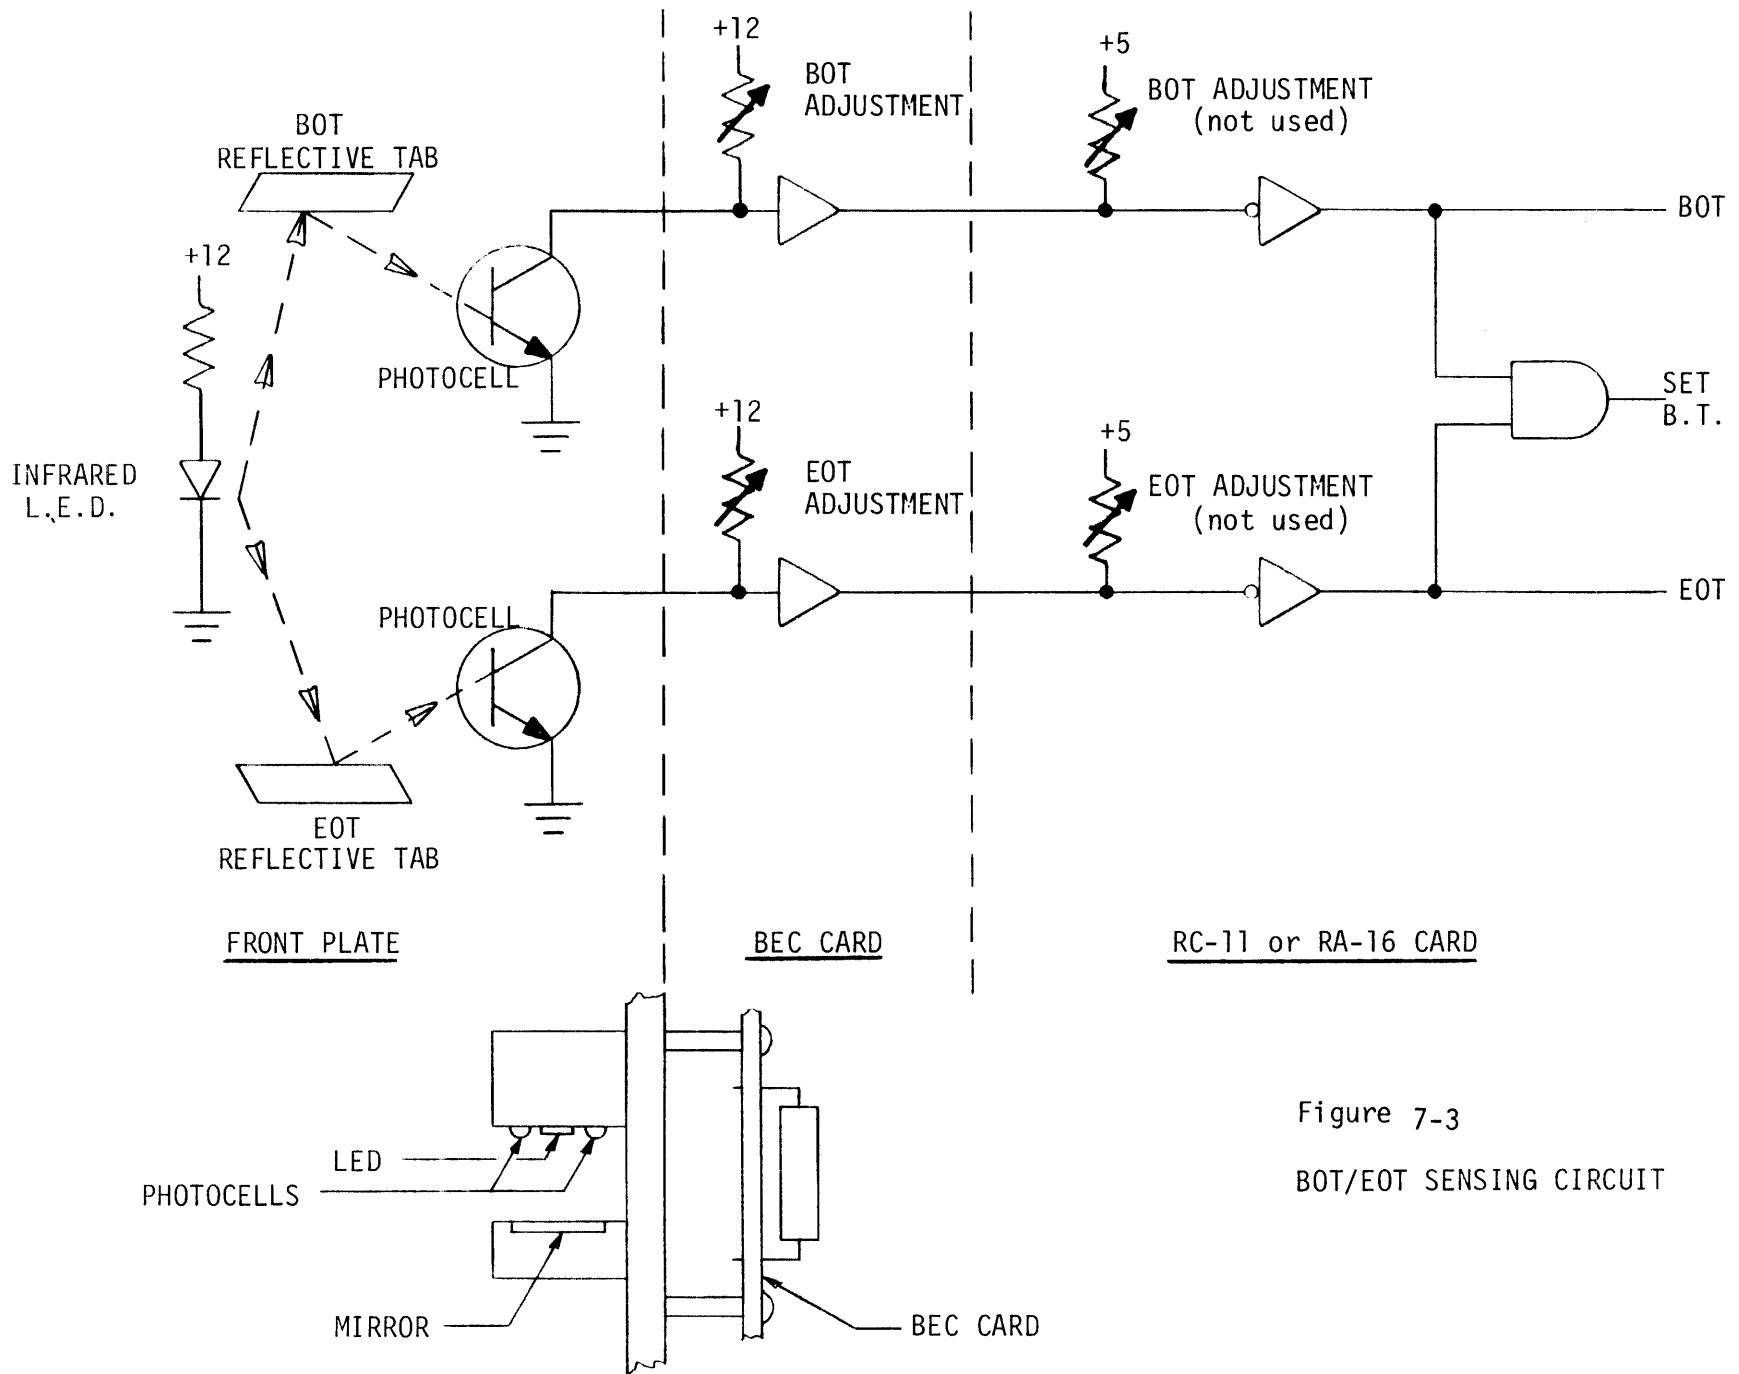 +12
BOT
ADJUSTMENT
+5
BOT ADJUSTMENT
(not used)
BOT
REFLECTIVE TAB
BOT
+12
PHOTOCELL
SET
B.T.
+12
+5
INFRARED
L.E.D.
EOT
ADJUSTMENT
EOT ADJUSTMENT
(not used)
PHOTOCELL
EOT
EOT
REFLECTIVE TAB
FRONT PLATE
BEC CARD
RC-11 or RA-16 CARD
LED
PHOTOCELLS
MIRROR
BEC CARD
Figure 7-3
BOT/EOT SENSING CIRCUIT